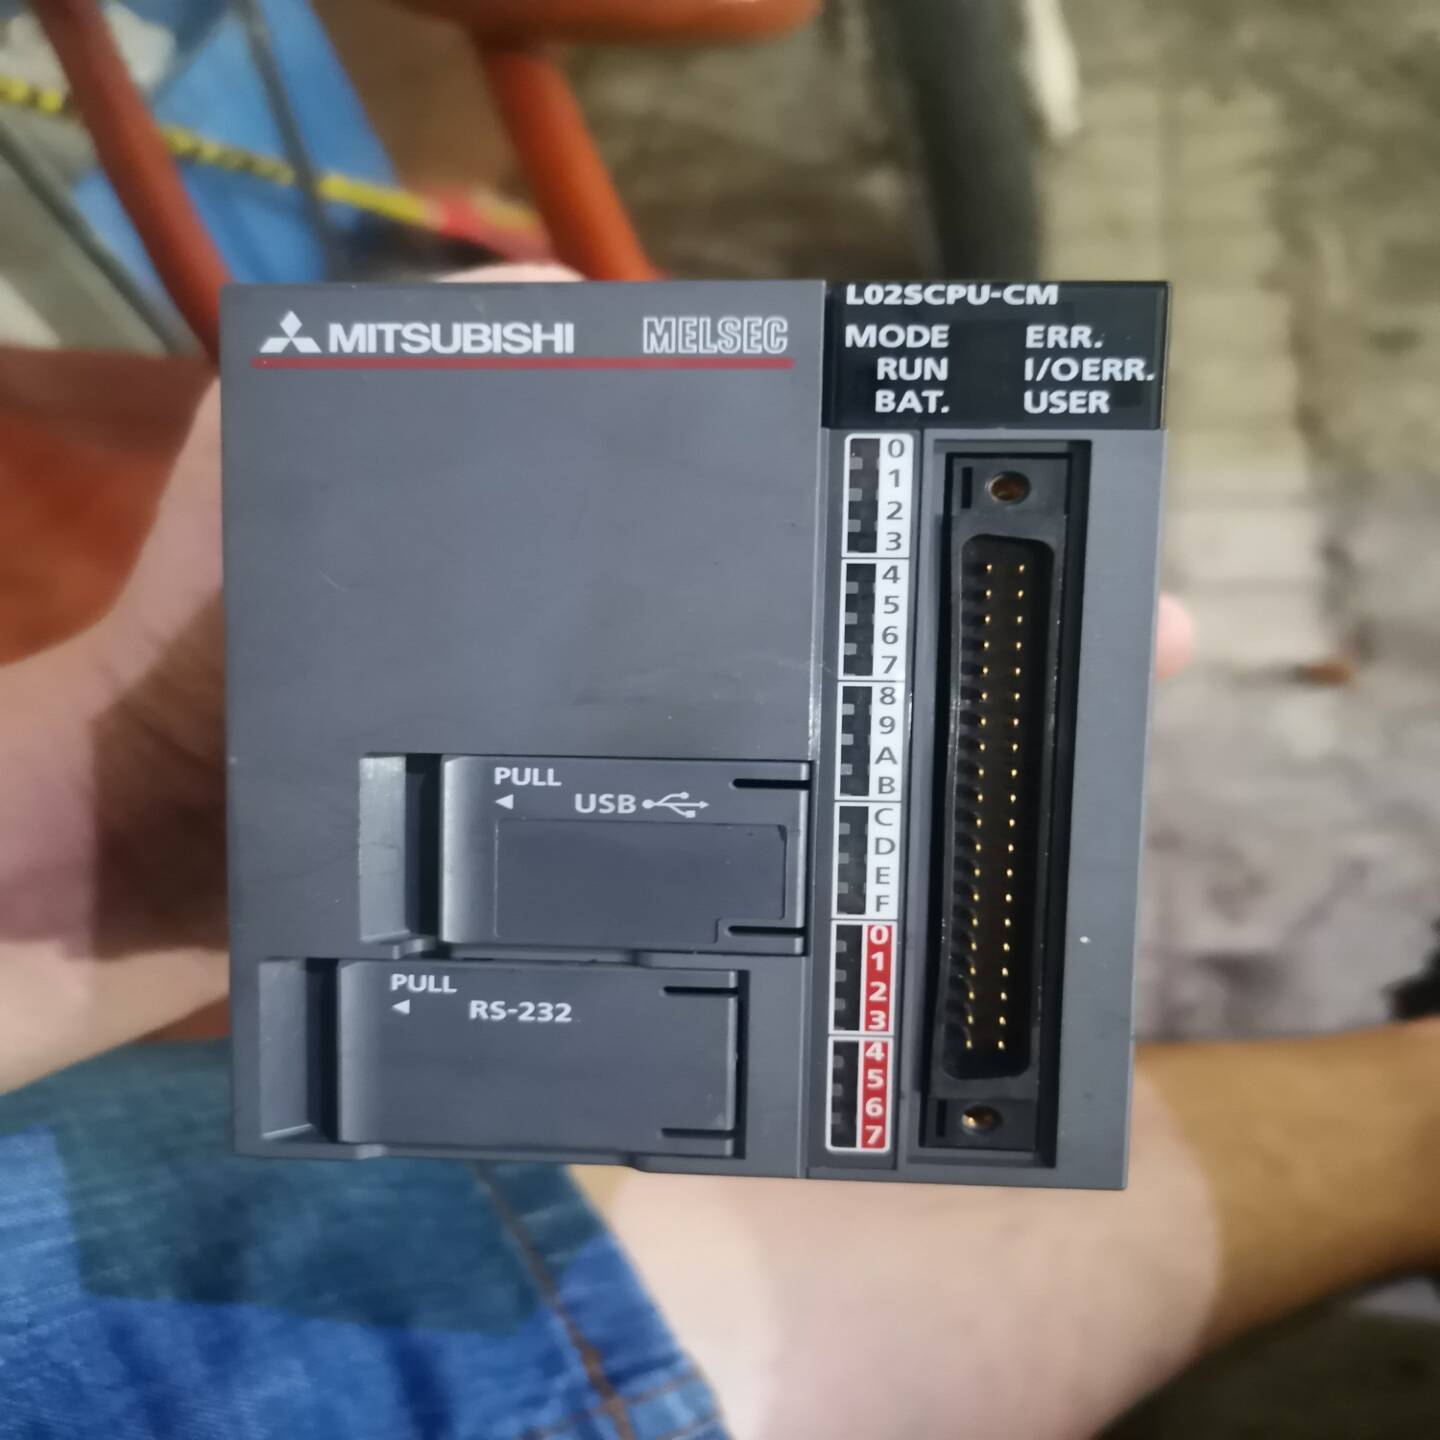 MITSUBISHI MELSEC
L02SCPU-CM
MODE ERR.
RUN I/O ERR.
BAT. USER
0
1
2
3
4
5
6
7
8
9
A
B
C
D
E
F
0
1
2
3
4
5
6
7
PULL
USB
PULL
RS-232